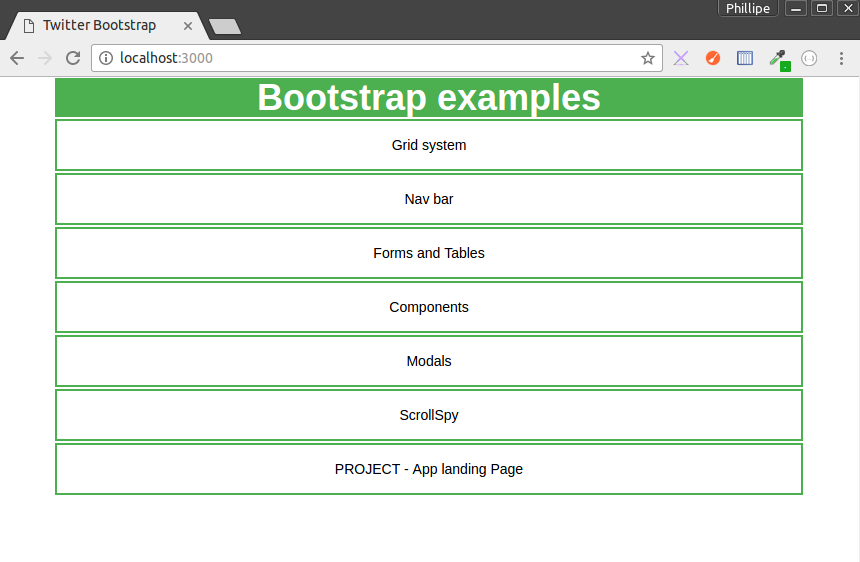 Phillipe
Twitter Bootstrap
localhost:3000
Bootstrap examples
Grid system
Nav bar
Forms and Tables
Components
Modals
ScrollSpy
PROJECT - App landing Page